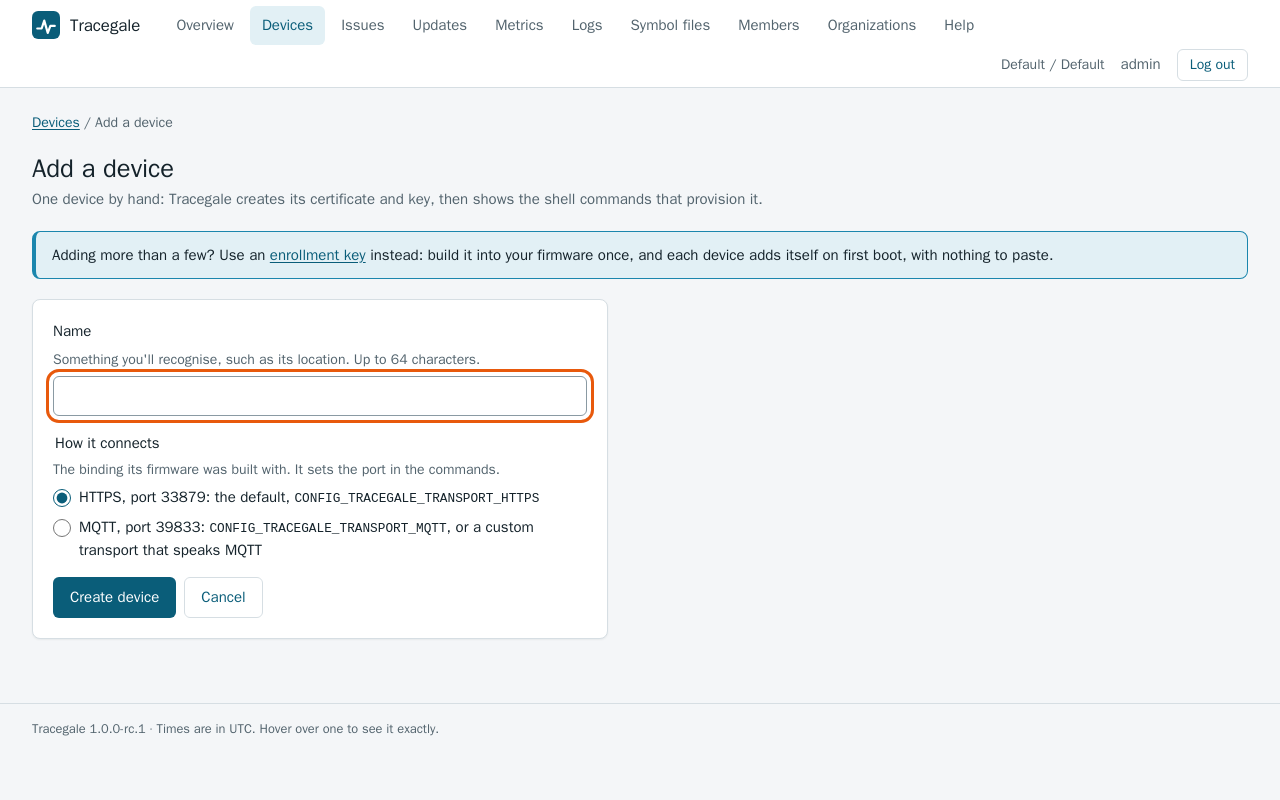 Tracegale
Overview
Devices
Issues
Updates
Metrics
Logs
Symbol files
Members
Organizations
Help
Default / Default
admin
Log out
Devices / Add a device
Add a device
One device by hand: Tracegale creates its certificate and key, then shows the shell commands that provision it.
Adding more than a few? Use an enrollment key instead: build it into your firmware once, and each device adds itself on first boot, with nothing to paste.
Name
Something you'll recognise, such as its location. Up to 64 characters.
How it connects
The binding its firmware was built with. It sets the port in the commands.
HTTPS, port 33879: the default, CONFIG_TRACEGALE_TRANSPORT_HTTPS
MQTT, port 39833: CONFIG_TRACEGALE_TRANSPORT_MQTT, or a custom
transport that speaks MQTT
Create device
Cancel
Tracegale 1.0.0-rc.1 · Times are in UTC. Hover over one to see it exactly.